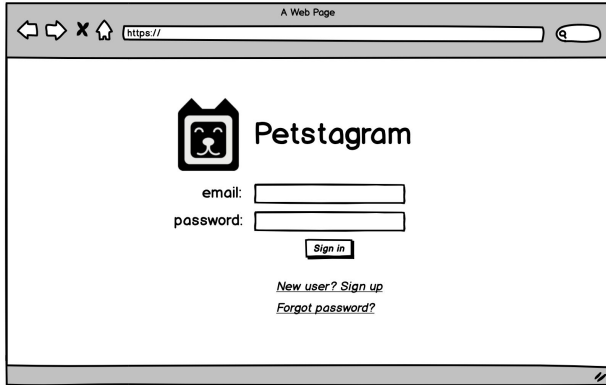 A Web Page
https://
Petstagram
email:
password:
Sign in
New user? Sign up
Forgot password?